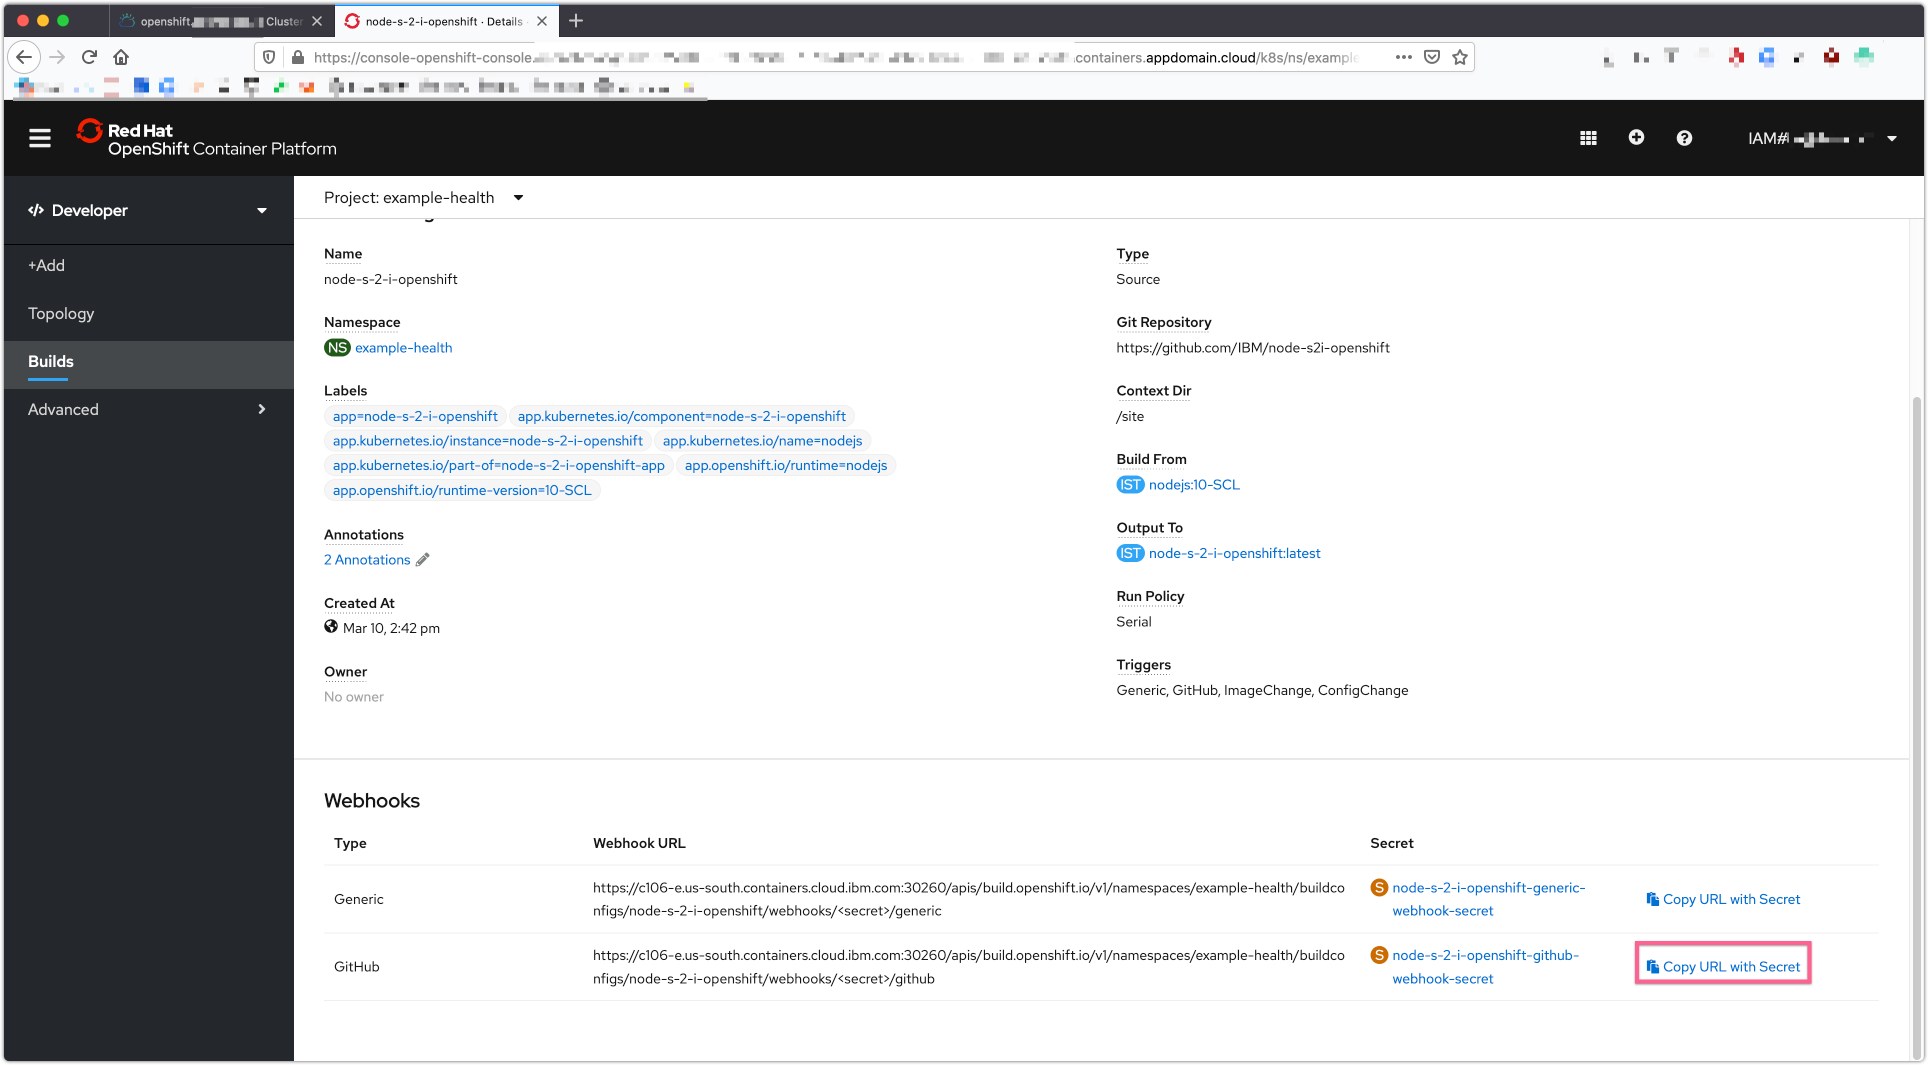 openshift. Cluster
node-s-2-i-openshift · Details
https://console-openshift-console. containers.appdomain.cloud/k8s/ns/example
Red Hat
OpenShift Container Platform
IAM#
Developer
Project: example-health
+Add
Topology
Builds
Advanced
Name
node-s-2-i-openshift
Namespace
NS example-health
Labels
app=node-s-2-i-openshift app.kubernetes.io/component=node-s-2-i-openshift
app.kubernetes.io/instance=node-s-2-i-openshift app.kubernetes.io/name=nodejs
app.kubernetes.io/part-of=node-s-2-i-openshift-app app.openshift.io/runtime=nodejs
app.openshift.io/runtime-version=10-SCL
Annotations
2 Annotations
Created At
Mar 10, 2:42 pm
Owner
No owner
Type
Source
Git Repository
https://github.com/IBM/node-s2i-openshift
Context Dir
/site
Build From
IST nodejs:10-SCL
Output To
IST node-s-2-i-openshift:latest
Run Policy
Serial
Triggers
Generic, GitHub, ImageChange, ConfigChange
Webhooks
Type Webhook URL Secret
Generic
https://c106-e.us-south.containers.cloud.ibm.com:30260/apis/build.openshift.io/v1/namespaces/example-health/buildco
nfigs/node-s-2-i-openshift/webhooks/<secret>/generic
S node-s-2-i-openshift-generic-
webhook-secret
Copy URL with Secret
GitHub
https://c106-e.us-south.containers.cloud.ibm.com:30260/apis/build.openshift.io/v1/namespaces/example-health/buildco
nfigs/node-s-2-i-openshift/webhooks/<secret>/github
S node-s-2-i-openshift-github-
webhook-secret
Copy URL with Secret